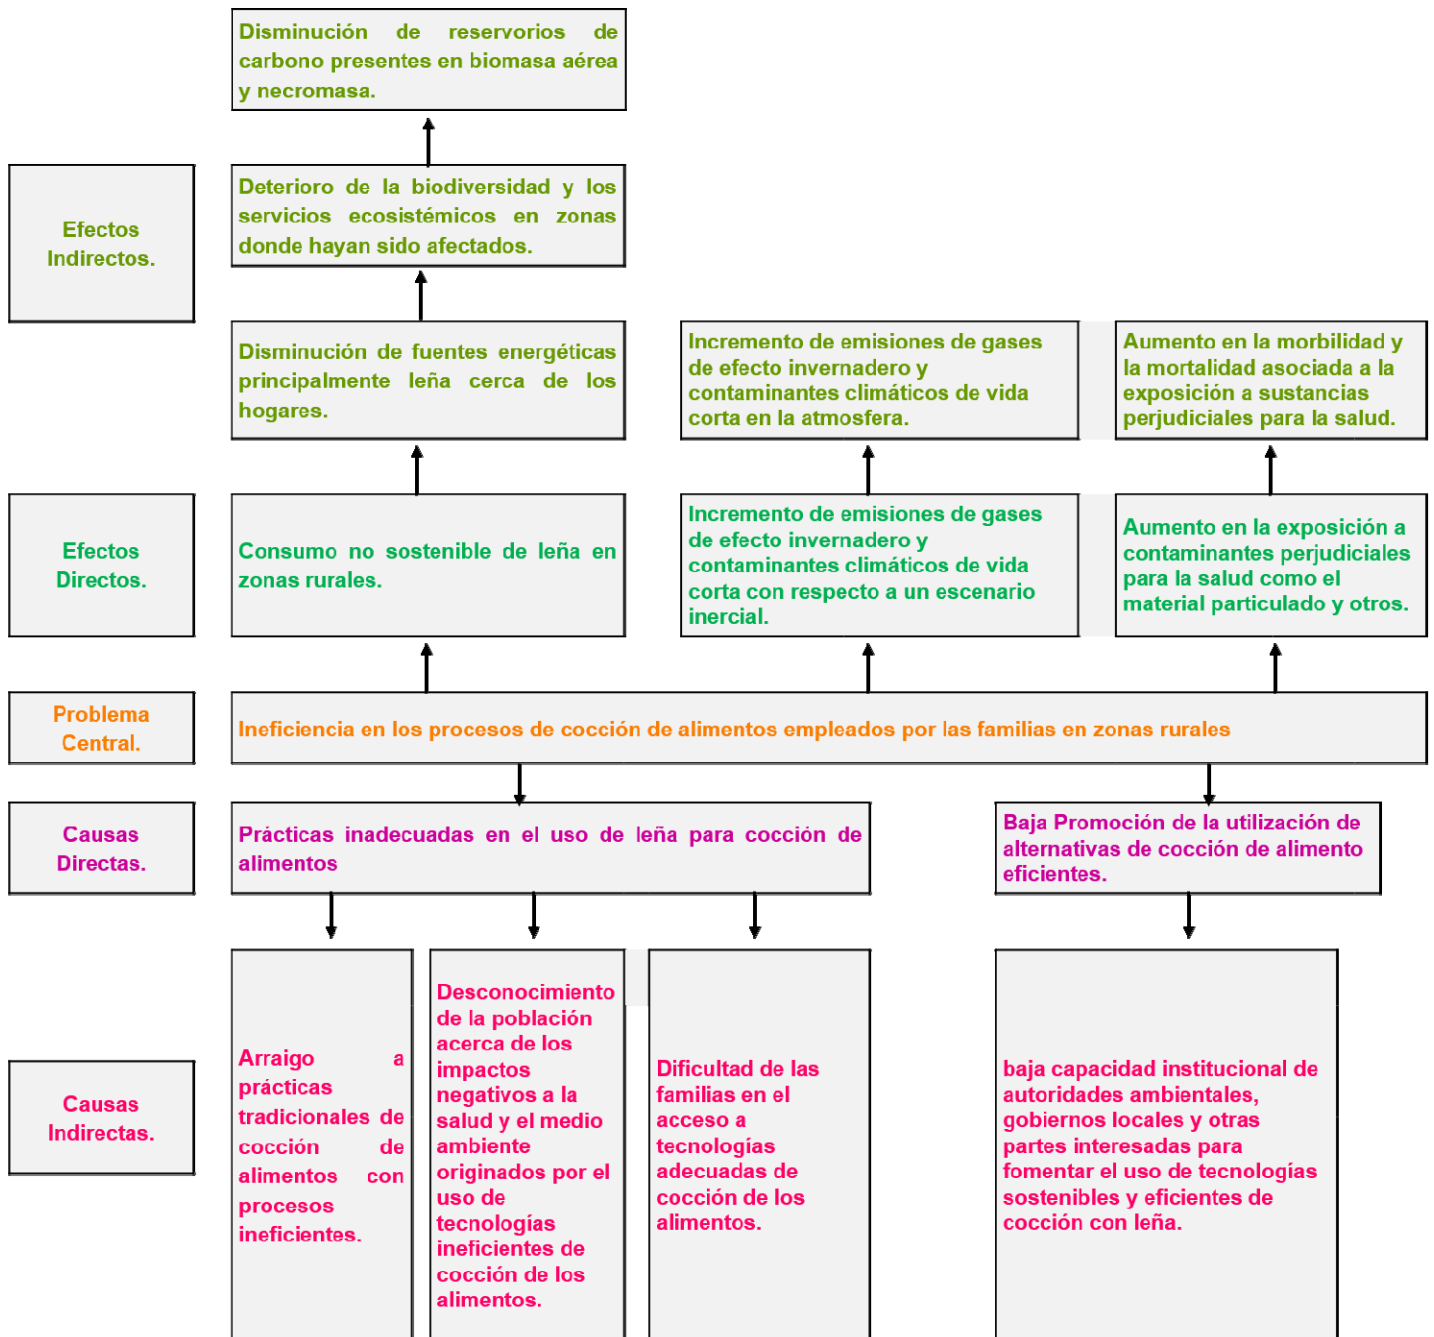 Disminución de reservorios de
carbono presentes en biomasa aérea
y necromasa.
Efectos
Indirectos.
Deterioro de la biodiversidad y los
servicios ecosistémicos en zonas
donde hayan sido afectados.
Disminución de fuentes energéticas
principalmente leña cerca de los
hogares.
Incremento de emisiones de gases
de efecto invernadero y
contaminantes climáticos de vida
corta en la atmosfera.
Aumento en la morbilidad y
la mortalidad asociada a la
exposición a sustancias
perjudiciales para la salud.
Efectos
Directos.
Consumo no sostenible de leña en
zonas rurales.
Incremento de emisiones de gases
de efecto invernadero y
contaminantes climáticos de vida
corta con respecto a un escenario
inercial.
Aumento en la exposición a
contaminantes perjudiciales
para la salud como el
material particulado y otros.
Problema
Central.
Ineficiencia en los procesos de cocción de alimentos empleados por las familias en zonas rurales
Causas
Directas.
Prácticas inadecuadas en el uso de leña para cocción de
alimentos
Baja Promoción de la utilización de
alternativas de cocción de alimento
eficientes.
Causas
Indirectas.
Arraigo a
prácticas
tradicionales de
cocción de
alimentos con
procesos
ineficientes.
Desconocimiento
de la población
acerca de los
impactos
negativos a la
salud y el medio
ambiente
originados por el
uso de
tecnologías
ineficientes de
cocción de los
alimentos.
Dificultad de las
familias en el
acceso a
tecnologías
adecuadas de
cocción de los
alimentos.
baja capacidad institucional de
autoridades ambientales,
gobiernos locales y otras
partes interesadas para
fomentar el uso de tecnologías
sostenibles y eficientes de
cocción con leña.